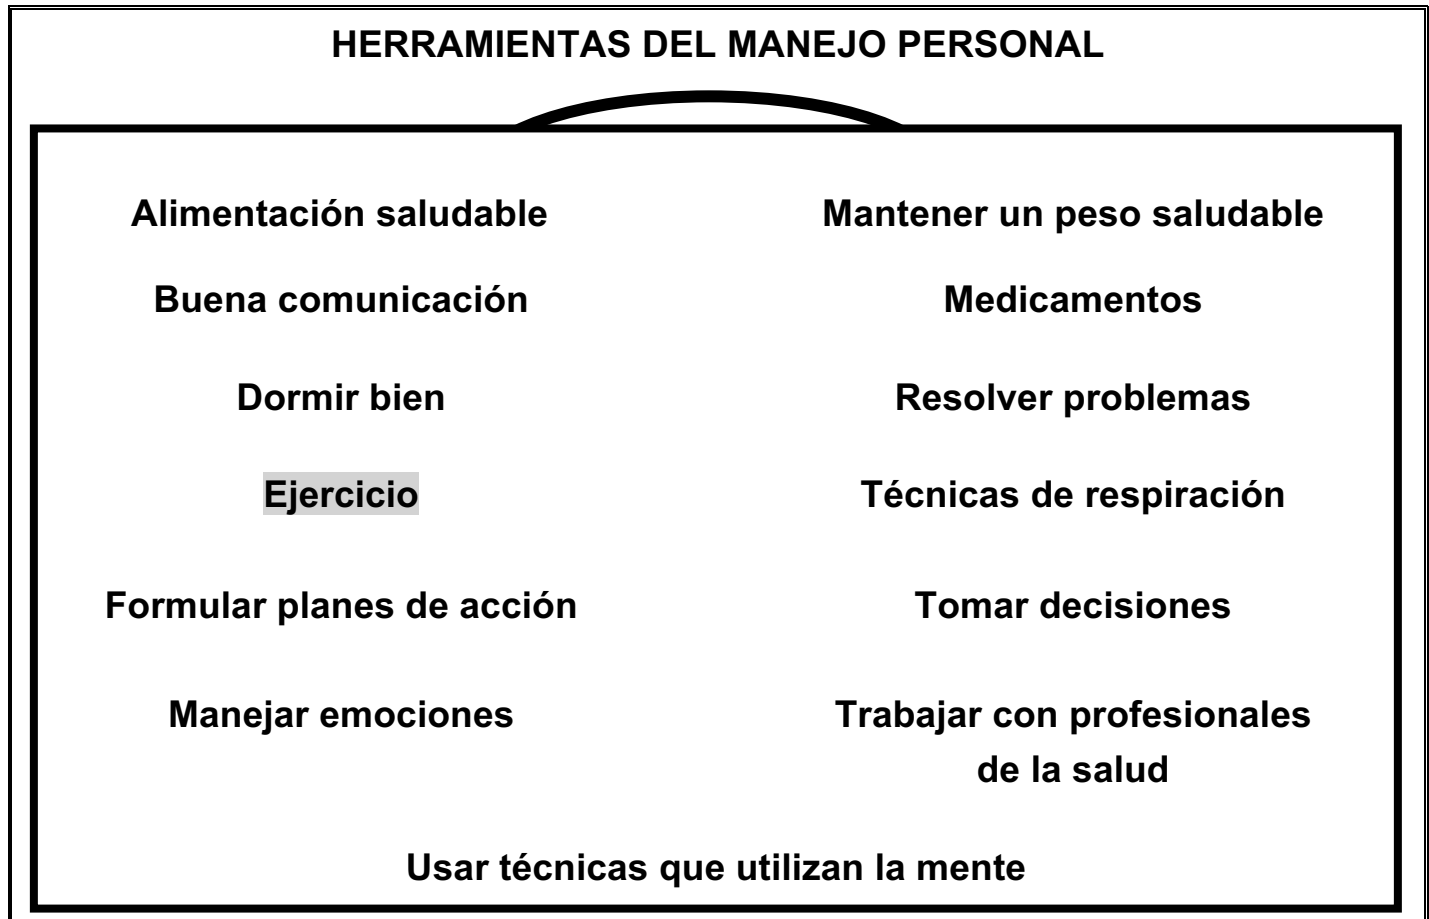 HERRAMIENTAS DEL MANEJO PERSONAL
Alimentación saludable
Mantener un peso saludable
Buena comunicación
Medicamentos
Dormir bien
Resolver problemas
Ejercicio
Técnicas de respiración
Formular planes de acción
Tomar decisiones
Manejar emociones
Trabajar con profesionales
de la salud
Usar técnicas que utilizan la mente